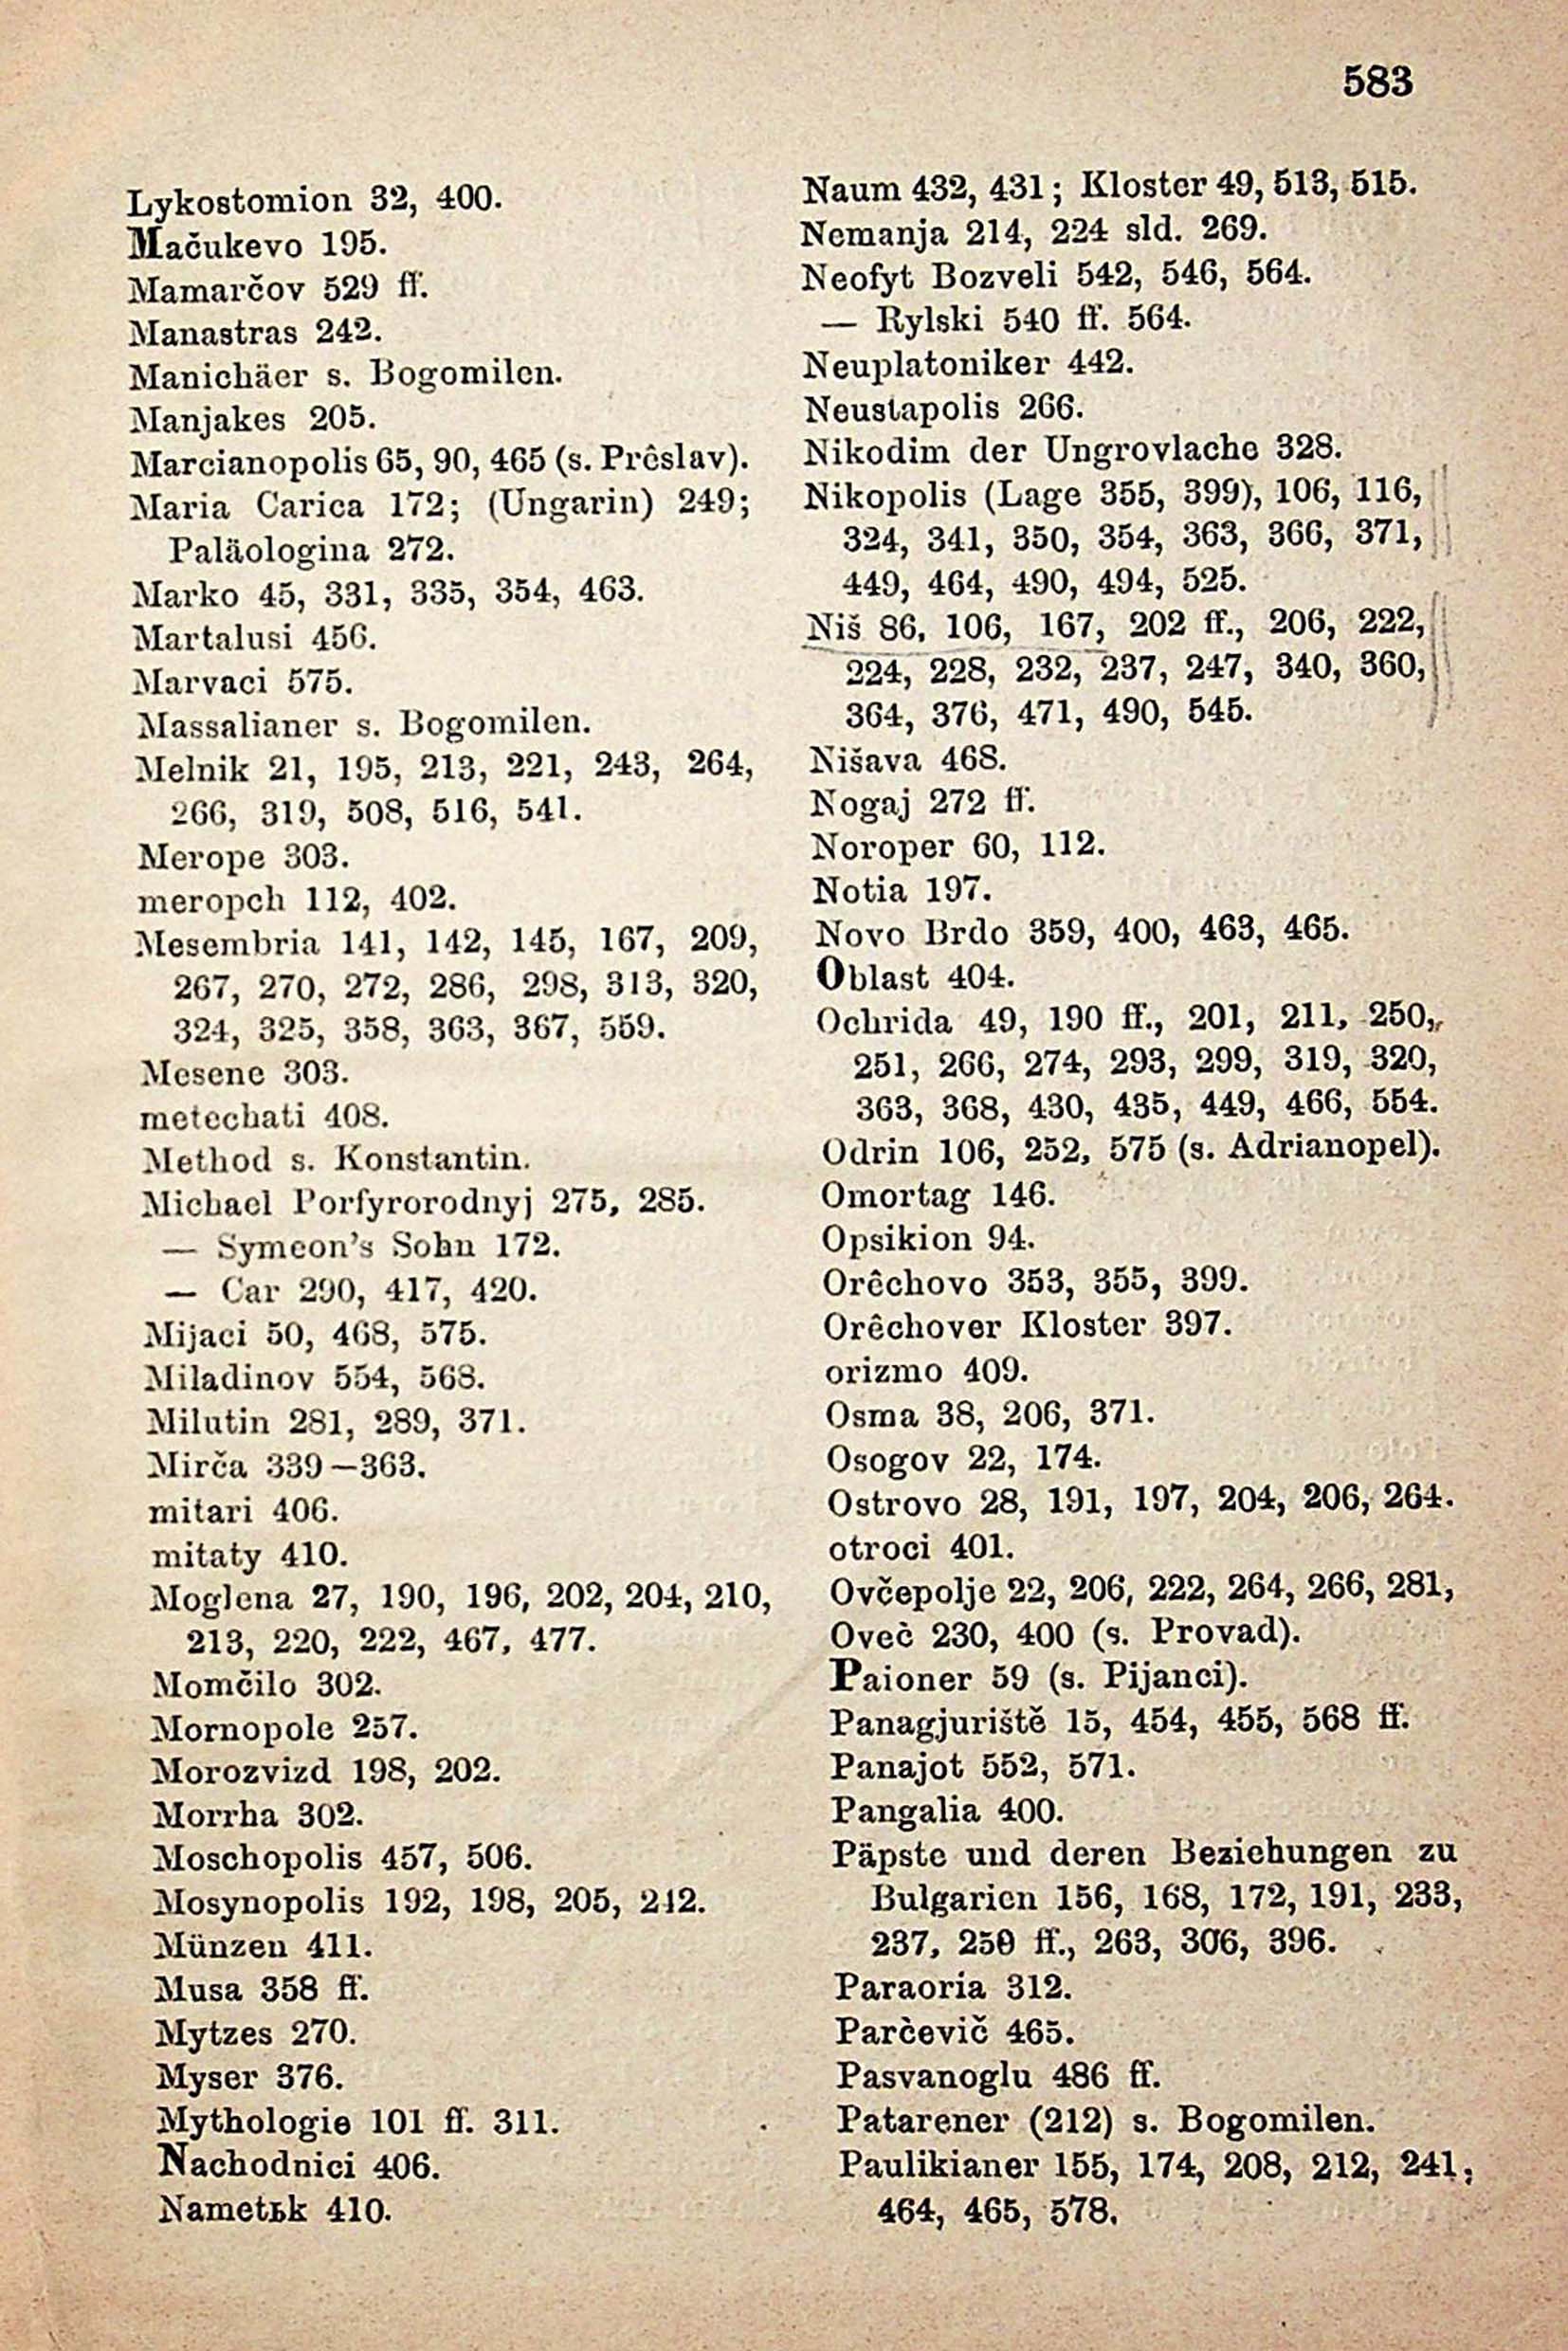 583
Lykostomion 32, 400.
Mačukevo 195.
Mamarčov 529 ff.
Manastras 242.
Manichäer s. Bogomilen.
Manjakes 205.
Marcianopolis 65, 90, 465 (s. Prêslav).
Maria Carica 172; (Ungarin) 249;
Paläologina 272.
Marko 45, 331, 335, 354, 463.
Martalusi 456.
Marvaci 575.
Massalianer s. Bogomilen.
Melnik 21, 195, 213, 221, 243, 264,
266, 319, 508, 516, 541.
Merope 303.
meropch 112, 402.
Mesembria 141, 142, 145, 167, 209,
267, 270, 272, 286, 298, 313, 320,
324, 325, 358, 363, 367, 559.
Mesene 303.
metechati 408.
Method s. Konstantin.
Michael Porfyrorodnyj 275, 285.
— Symeon's Sohn 172.
— Car 290, 417, 420.
Mijaci 50, 468, 575.
Miladinov 554, 568.
Milutin 281, 289, 371.
Mirča 339—363.
mitari 406.
mitaty 410.
Moglena 27, 190, 196, 202, 204, 210,
213, 220, 222, 467, 477.
Momčilo 302.
Mornopole 257.
Morozvizd 198, 202.
Morrha 302.
Moschopolis 457, 506.
Mosynopolis 192, 198, 205, 242.
Münzen 411.
Musa 358 ff.
Mytzes 270.
Myser 376.
Mythologie 101 ff. 311.
Nachodnici 406.
Nametьk 410.
Naum 432, 431; Kloster 49, 513, 515.
Nemanja 214, 224 sld. 269.
Neofyt Bozveli 542, 546, 564.
— Rylski 540 ff. 564.
Neuplatoniker 442.
Neustapolis 266.
Nikodim der Ungrovlache 328.
Nikopolis (Lage 355, 399), 106, 116,
324, 341, 350, 354, 363, 366, 371,
449, 464, 490, 494, 525.
Niš 86, 106, 167, 202 ff., 206, 222,
224, 228, 232, 237, 247, 340, 360,
364, 376, 471, 490, 545.
Nišava 468.
Nogaj 272 ff.
Noroper 60, 112.
Notia 197.
Novo Brdo 359, 400, 463, 465.
Oblast 404.
Ochrida 49, 190 ff., 201, 211, 250,
251, 266, 274, 293, 299, 319, 320,
363, 368, 430, 435, 449, 466, 554.
Odrin 106, 252, 575 (s. Adrianopel).
Omortag 146.
Opsikion 94.
Orêchovo 353, 355, 399.
Orêchover Kloster 397.
orizmo 409.
Osma 38, 206, 371.
Osogov 22, 174.
Ostrovo 28, 191, 197, 204, 206, 264.
otroci 401.
Ovčepolje 22, 206, 222, 264, 266, 281,
Oveč 230, 400 (s. Provad).
Paioner 59 (s. Pijanci).
Panagjurištĕ 15, 454, 455, 568 ff.
Panajot 552, 571.
Pangalia 400.
Päpste und deren Beziehungen zu
Bulgarien 156, 168, 172, 191, 233,
237, 250 ff., 263, 306, 396.
Paraoria 312.
Parčevič 465.
Pasvanoglu 486 ff.
Patarener (212) s. Bogomilen.
Paulikianer 155, 174, 208, 212, 241,
464, 465, 578.